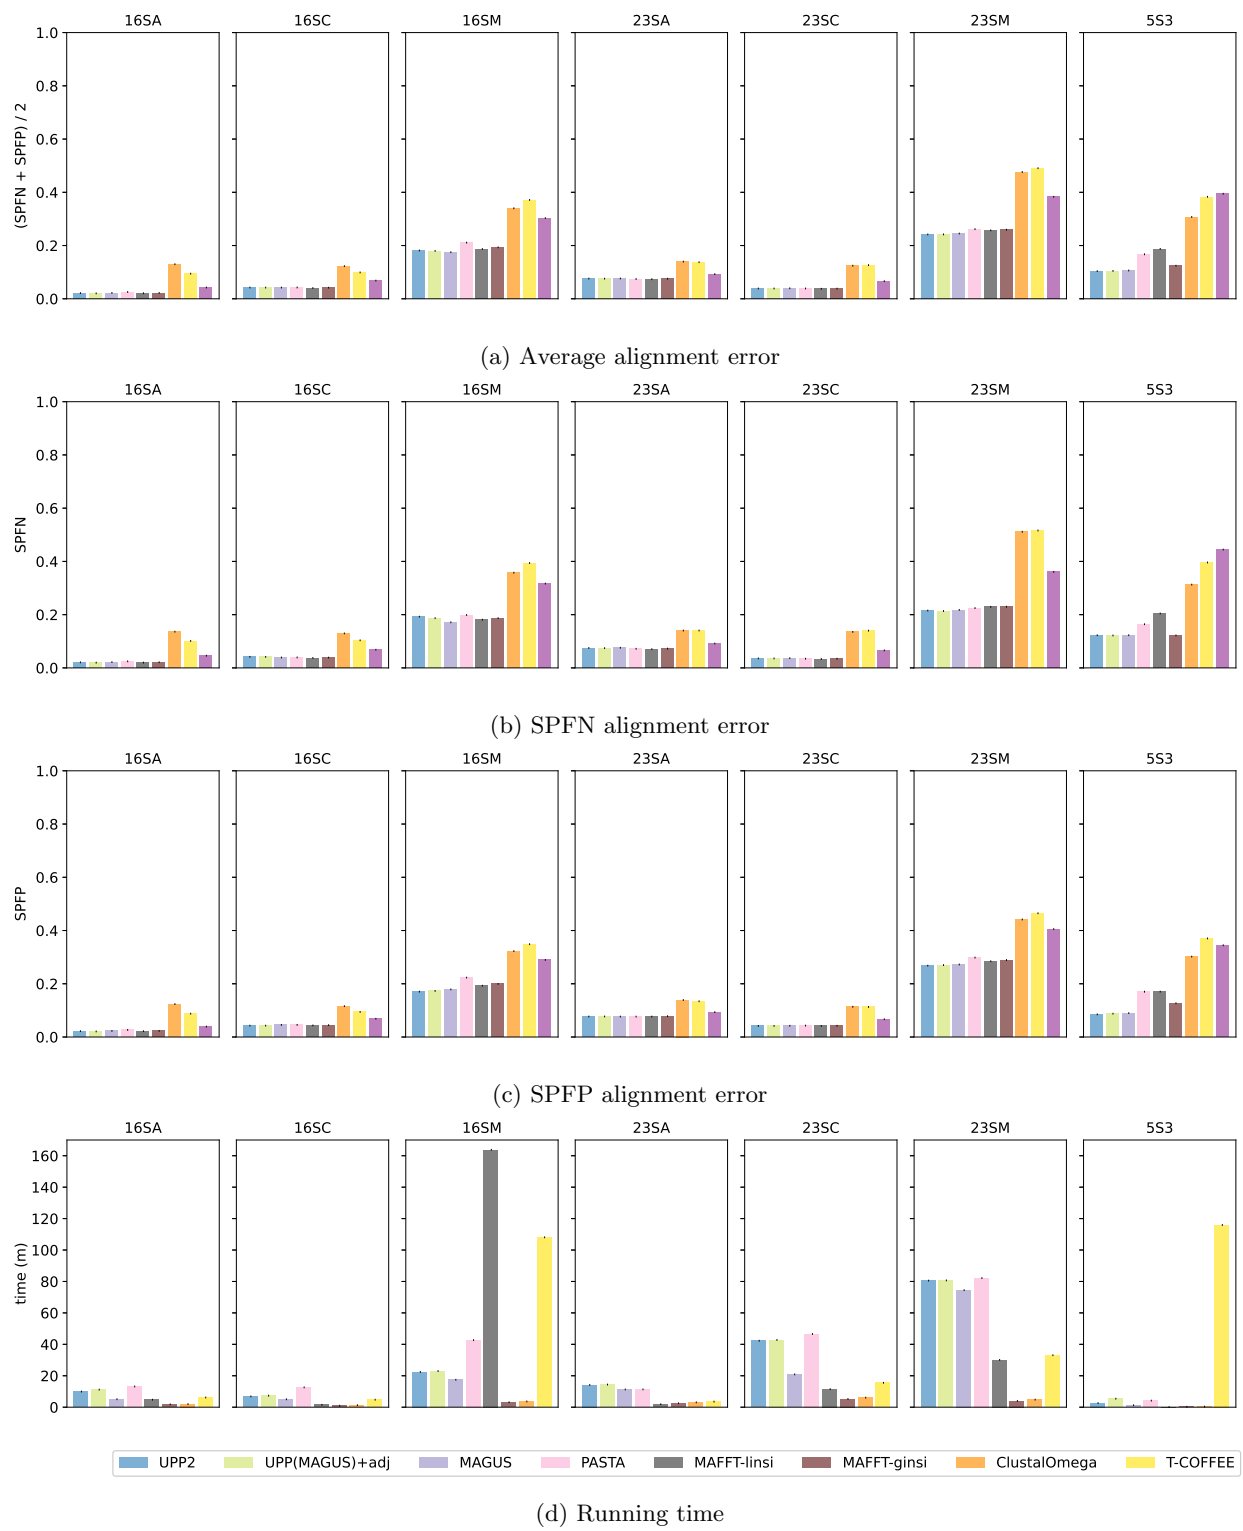 16SA 16SC 16SM 23SA 23SC 23SM 5S3
(SPFN + SPFP) / 2
1.0
0.8
0.6
0.4
0.2
0.0
(a) Average alignment error
16SA 16SC 16SM 23SA 23SC 23SM 5S3
SPFN
1.0
0.8
0.6
0.4
0.2
0.0
(b) SPFN alignment error
16SA 16SC 16SM 23SA 23SC 23SM 5S3
SPFP
1.0
0.8
0.6
0.4
0.2
0.0
(c) SPFP alignment error
16SA 16SC 16SM 23SA 23SC 23SM 5S3
time (m)
160
140
120
100
80
60
40
20
0
UPP2 UPP(MAGUS)+adj MAGUS PASTA MAFFT-linsi MAFFT-ginsi ClustalOmega T-COFFEE
(d) Running time